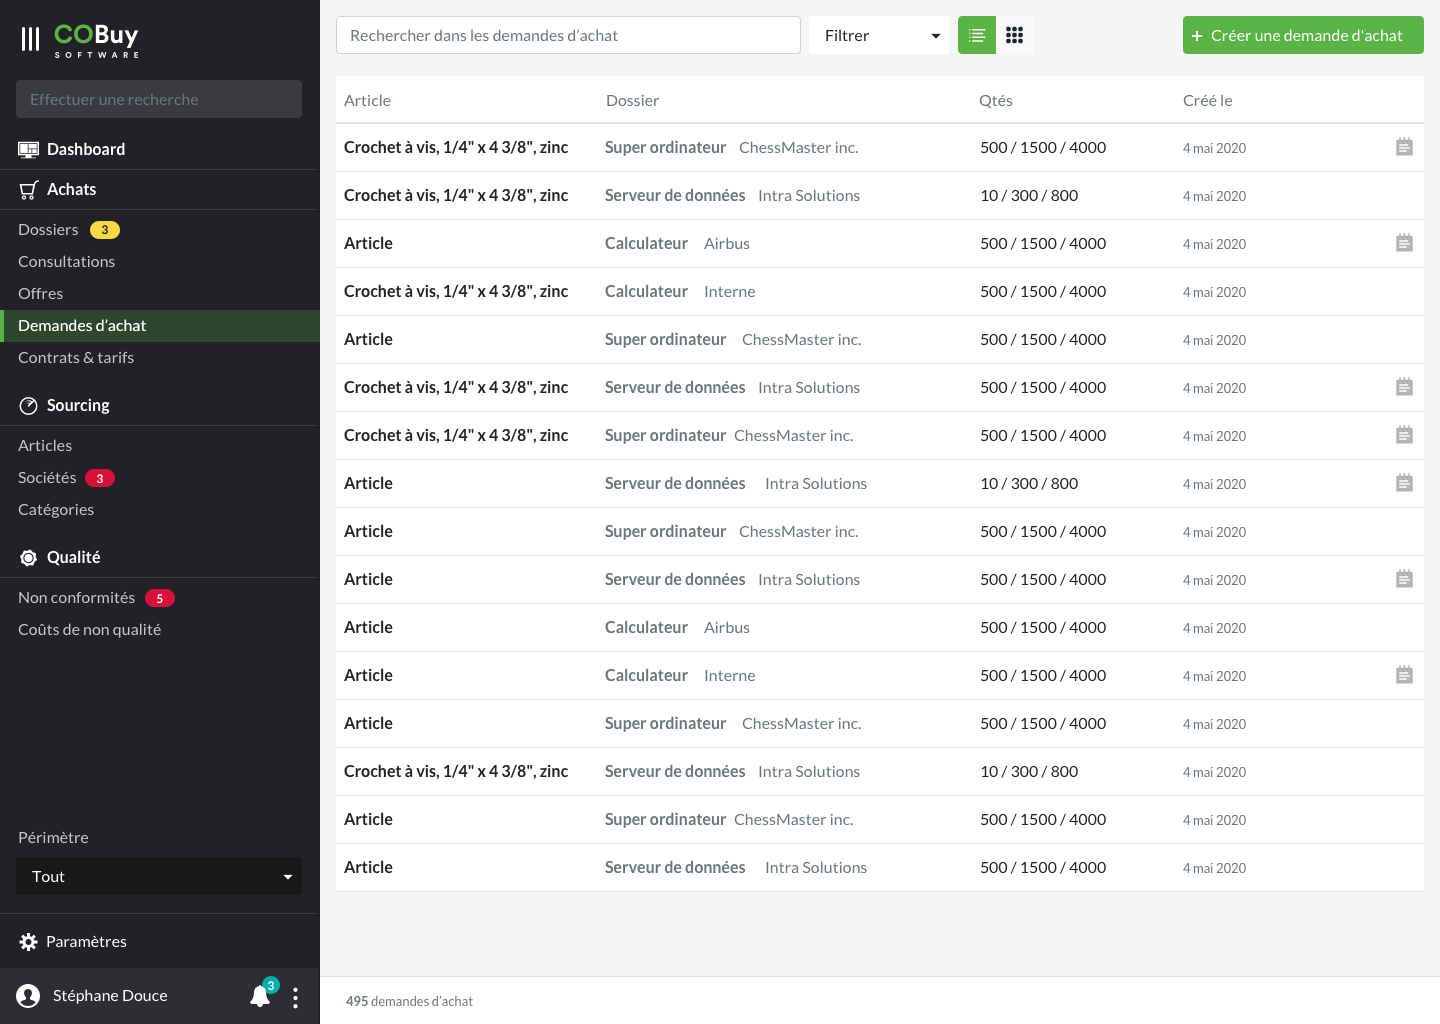 COBuy
SOFTWARE
Effectuer une recherche
Dashboard
Achats
Dossiers 3
Consultations
Offres
Demandes d’achat
Contrats & tarifs
Sourcing
Articles
Sociétés 3
Catégories
Qualité
Non conformités 5
Coûts de non qualité
Périmètre
Tout
Paramètres
Stéphane Douce 3
Rechercher dans les demandes d’achat Filtrer + Créer une demande d'achat
Article Dossier Qtés Créé le
Crochet à vis, 1/4" x 4 3/8", zinc Super ordinateur ChessMaster inc. 500 / 1500 / 4000 4 mai 2020
Crochet à vis, 1/4" x 4 3/8", zinc Serveur de données Intra Solutions 10 / 300 / 800 4 mai 2020
Article Calculateur Airbus 500 / 1500 / 4000 4 mai 2020
Crochet à vis, 1/4" x 4 3/8", zinc Calculateur Interne 500 / 1500 / 4000 4 mai 2020
Article Super ordinateur ChessMaster inc. 500 / 1500 / 4000 4 mai 2020
Crochet à vis, 1/4" x 4 3/8", zinc Serveur de données Intra Solutions 500 / 1500 / 4000 4 mai 2020
Crochet à vis, 1/4" x 4 3/8", zinc Super ordinateur ChessMaster inc. 500 / 1500 / 4000 4 mai 2020
Article Serveur de données Intra Solutions 10 / 300 / 800 4 mai 2020
Article Super ordinateur ChessMaster inc. 500 / 1500 / 4000 4 mai 2020
Article Serveur de données Intra Solutions 500 / 1500 / 4000 4 mai 2020
Article Calculateur Airbus 500 / 1500 / 4000 4 mai 2020
Article Calculateur Interne 500 / 1500 / 4000 4 mai 2020
Article Super ordinateur ChessMaster inc. 500 / 1500 / 4000 4 mai 2020
Crochet à vis, 1/4" x 4 3/8", zinc Serveur de données Intra Solutions 10 / 300 / 800 4 mai 2020
Article Super ordinateur ChessMaster inc. 500 / 1500 / 4000 4 mai 2020
Article Serveur de données Intra Solutions 500 / 1500 / 4000 4 mai 2020
495 demandes d’achat